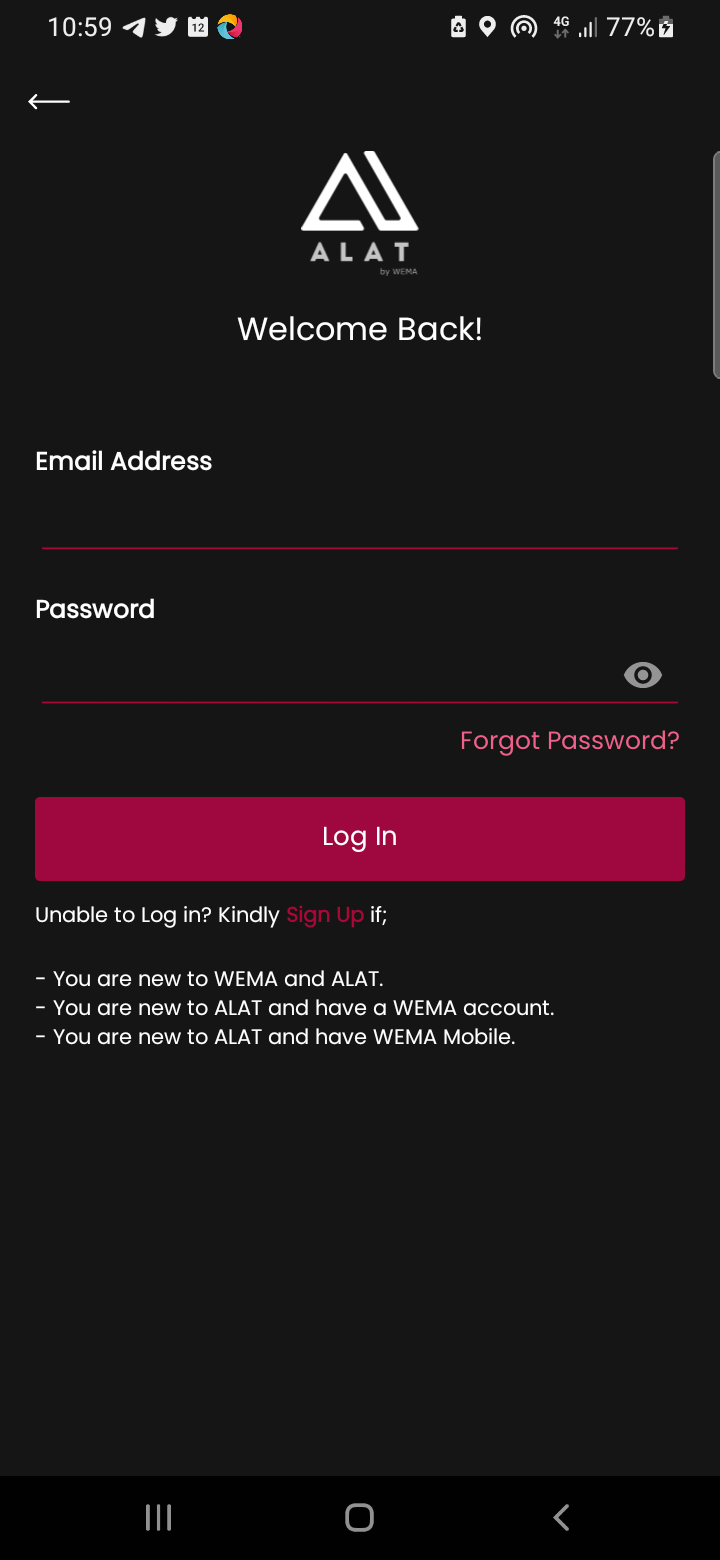 10:59 12 4G 77%
ALAT
by WEMA
Welcome Back!
Email Address
Password
Forgot Password?
Log In
Unable to Log in? Kindly Sign Up if;
- You are new to WEMA and ALAT.
- You are new to ALAT and have a WEMA account.
- You are new to ALAT and have WEMA Mobile.